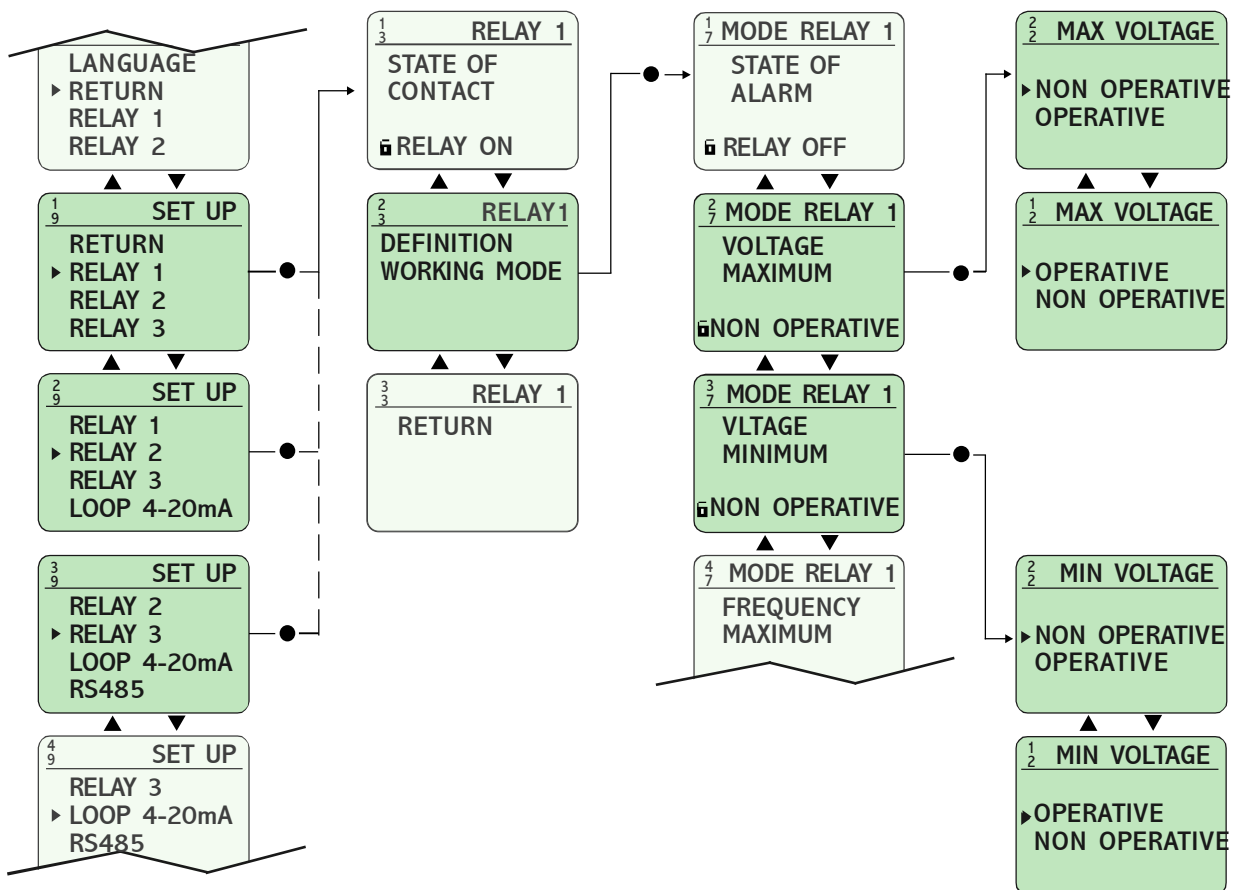 LANGUAGE
RETURN
RELAY 1
RELAY 2
1
9
SET UP
RETURN
RELAY 1
RELAY 2
RELAY 3
2
9
SET UP
RELAY 1
RELAY 2
RELAY 3
LOOP 4-20mA
3
9
SET UP
RELAY 2
RELAY 3
LOOP 4-20mA
RS485
4
9
SET UP
RELAY 3
LOOP 4-20mA
RS485
1
3
RELAY 1
STATE OF
CONTACT
RELAY ON
2
3
RELAY1
DEFINITION
WORKING MODE
3
3
RELAY 1
RETURN
1
7
MODE RELAY 1
STATE OF
ALARM
RELAY OFF
2
7
MODE RELAY 1
VOLTAGE
MAXIMUM
NON OPERATIVE
3
7
MODE RELAY 1
VLTAGE
MINIMUM
NON OPERATIVE
4
7
MODE RELAY 1
FREQUENCY
MAXIMUM
2
2
MAX VOLTAGE
NON OPERATIVE
OPERATIVE
1
2
MAX VOLTAGE
OPERATIVE
NON OPERATIVE
2
2
MIN VOLTAGE
NON OPERATIVE
OPERATIVE
1
2
MIN VOLTAGE
OPERATIVE
NON OPERATIVE